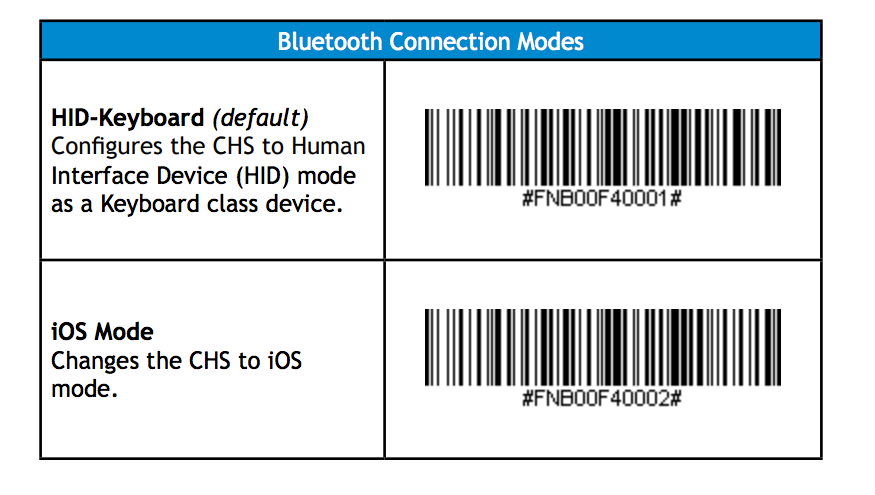 Bluetooth Connection Modes
HID-Keyboard (default)
Configures the CHS to Human
Interface Device (HID) mode
as a Keyboard class device.
#FNB00F40001#
iOS Mode
Changes the CHS to iOS
mode.
#FNB00F40002#